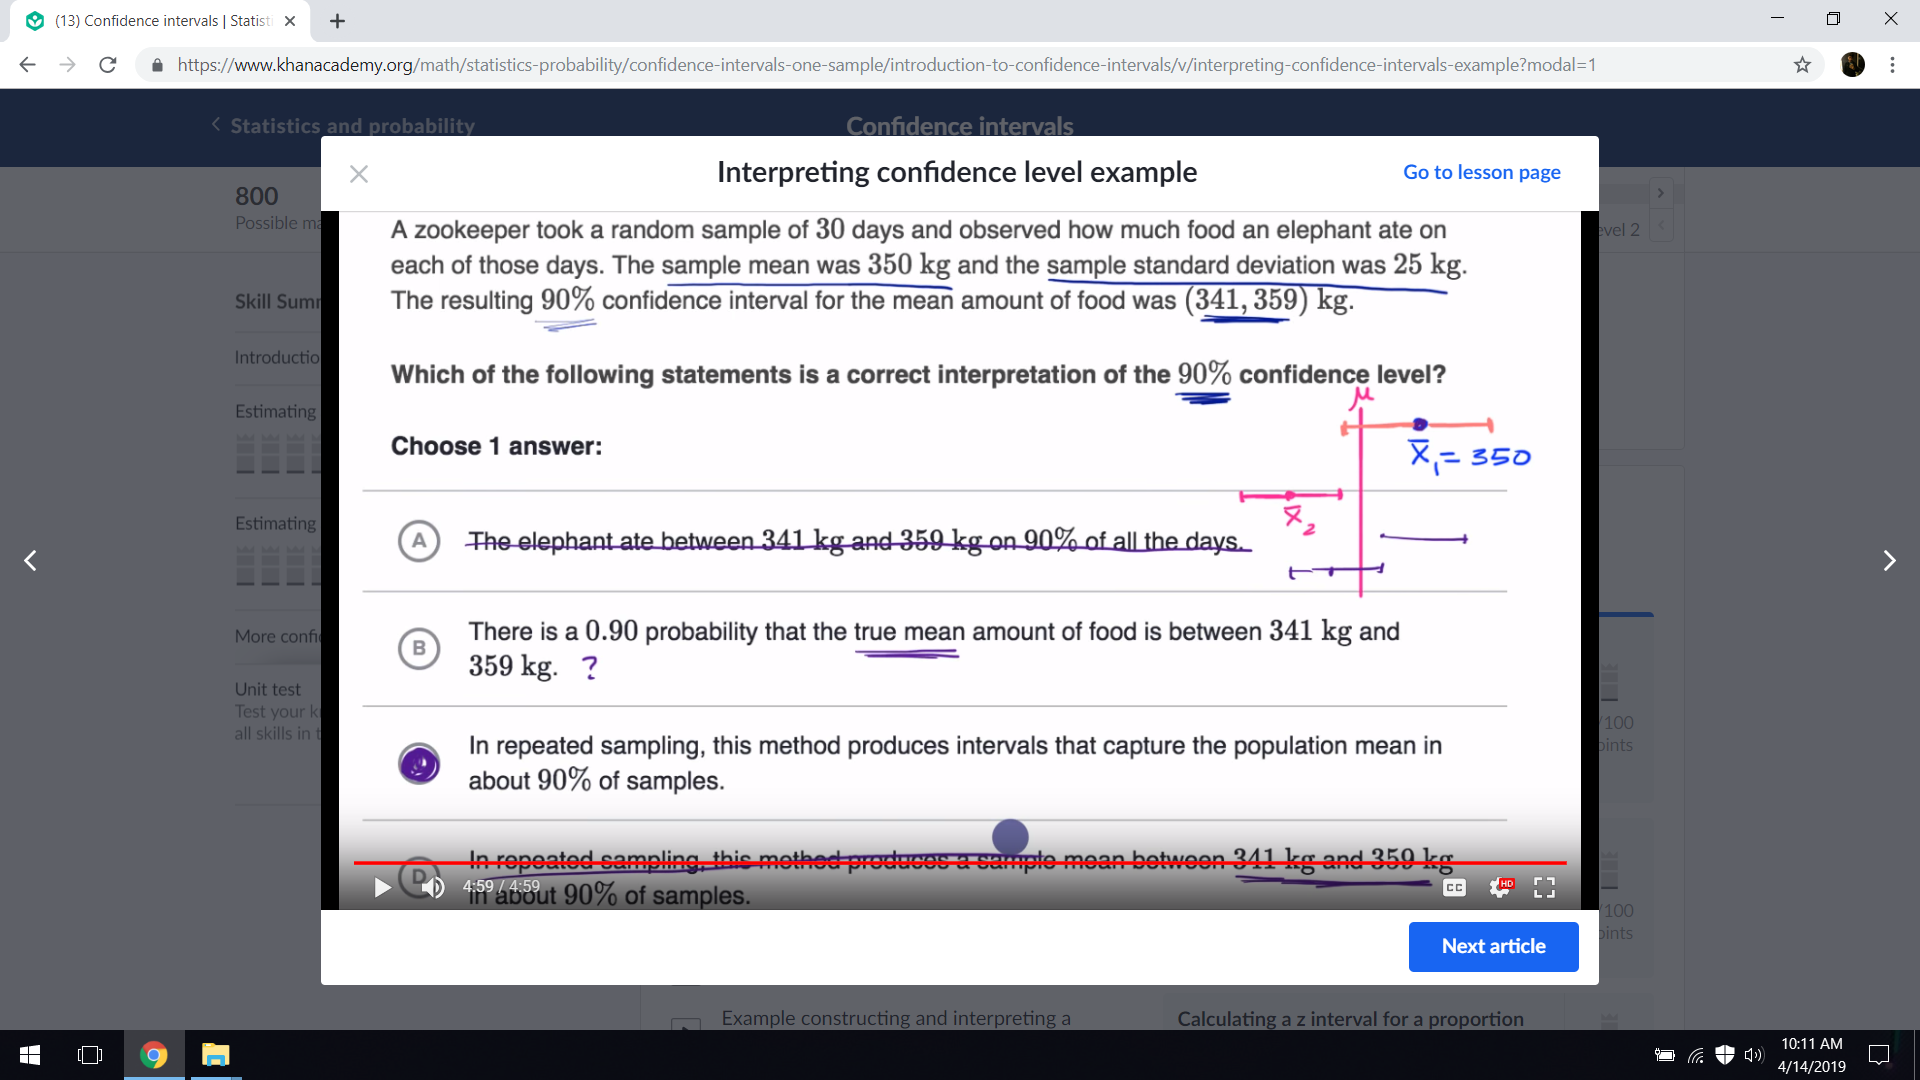 (13) Confidence intervals | Statist
https://www.khanacademy.org/math/statistics-probability/confidence-intervals-one-sample/introduction-to-confidence-intervals/v/interpreting-confidence-intervals-example?modal=1
Statistics and probability
Confidence intervals
Interpreting confidence level example
Go to lesson page
800
Possible ma
evel 2
A zookeeper took a random sample of 30 days and observed how much food an elephant ate on
each of those days. The sample mean was 350 kg and the sample standard deviation was 25 kg.
The resulting 90% confidence interval for the mean amount of food was (341, 359) kg.
Skill Summ
Introductio
Which of the following statements is a correct interpretation of the 90% confidence level?
μ
Estimating
Choose 1 answer:
x̄₁ = 350
x̄₂
Estimating
A
The elephant ate between 341 kg and 359 kg on 90% of all the days.
More confi
B
There is a 0.90 probability that the true mean amount of food is between 341 kg and
359 kg. ?
Unit test
Test your k
all skills in t
/100
oints
In repeated sampling, this method produces intervals that capture the population mean in
about 90% of samples.
D
In repeated sampling, this method produces a sample mean between 341 kg and 359 kg
in about 90% of samples.
4:59 / 4:59
CC
HD
/100
oints
Next article
Example constructing and interpreting a
Calculating a z interval for a proportion
10:11 AM
4/14/2019